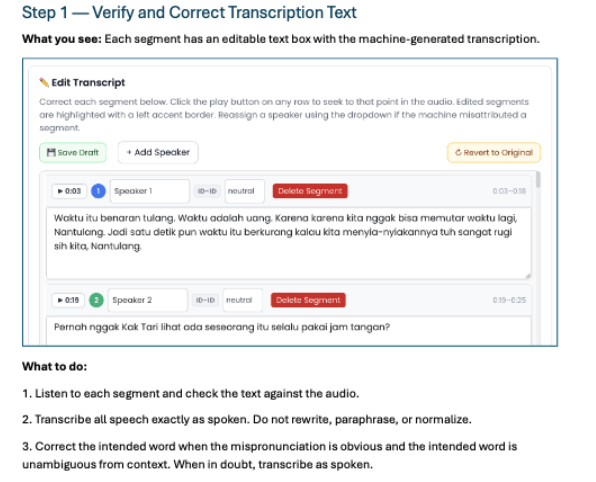 Step 1 — Verify and Correct Transcription Text
What you see: Each segment has an editable text box with the machine-generated transcription.
✏️ Edit Transcript
Correct each segment below. Click the play button on any row to seek to that point in the audio. Edited segments
are highlighted with a left accent border. Reassign a speaker using the dropdown if the machine misattributed a
segment.
💾 Save Draft + Add Speaker ↻ Revert to Original
▶ 0:03 1 Speaker 1 ID-ID neutral Delete Segment 0:03-0:18
Waktu itu benaran tulang. Waktu adalah uang. Karena karena kita nggak bisa memutar waktu lagi,
Nantulang. Jadi satu detik pun waktu itu berkurang kalau kita menyia-nyiakannya tuh sangat rugi
sih kita, Nantulang.
▶ 0:19 2 Speaker 2 ID-ID neutral Delete Segment 0:19-0:25
Pernah nggak Kak Tari lihat ada seseorang itu selalu pakai jam tangan?
What to do:
1. Listen to each segment and check the text against the audio.
2. Transcribe all speech exactly as spoken. Do not rewrite, paraphrase, or normalize.
3. Correct the intended word when the mispronunciation is obvious and the intended word is
unambiguous from context. When in doubt, transcribe as spoken.